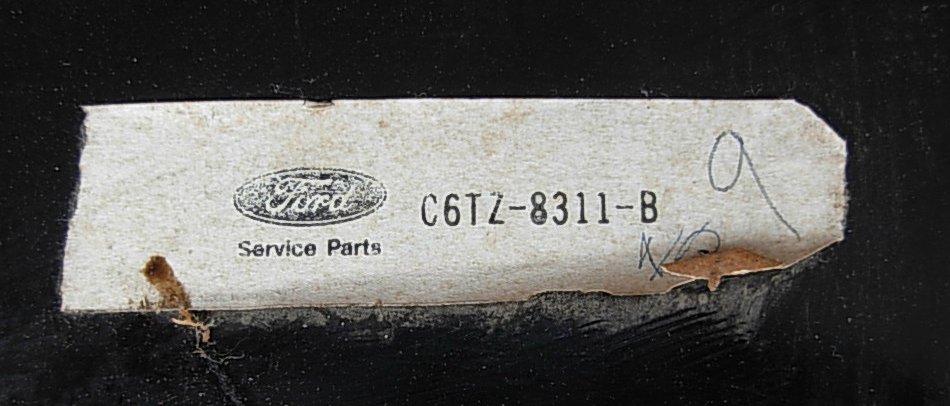 Ford
Service Parts
C6TZ-8311-B
9